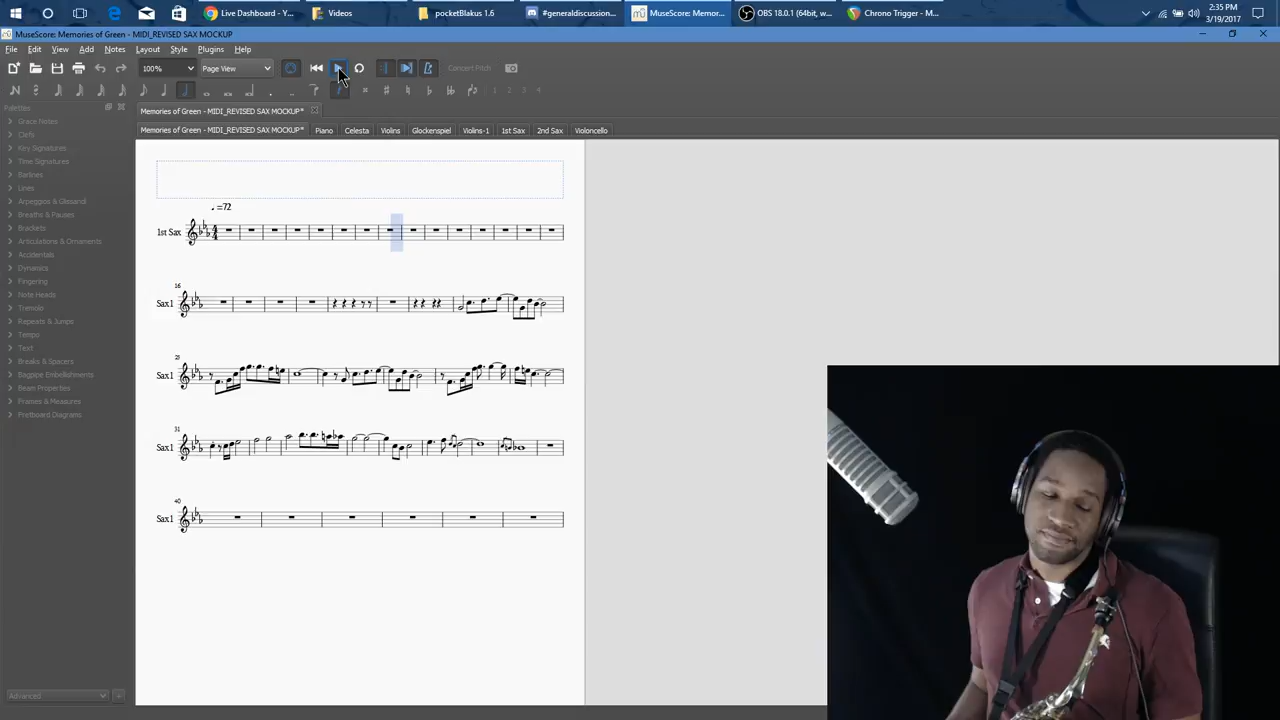 Live Dashboard - Y...
Videos
pocketBlakus 1.6
#generaldiscussion...
MuseScore: Memor...
OBS 18.0.1 (64bit, w...
Chrono Trigger - M...
2:35 PM
3/19/2017
MuseScore: Memories of Green - MIDI_REVISED SAX MOCKUP
File Edit View Add Notes Layout Style Plugins Help
100% Page View Concert Pitch
1 2 3 4
Palettes
Memories of Green - MIDI_REVISED SAX MOCKUP*
Memories of Green - MIDI_REVISED SAX MOCKUP* Piano Celesta Violins Glockenspiel Violins-1 1st Sax 2nd Sax Violoncello
Grace Notes
Clefs
Key Signatures
Time Signatures
Barlines
Lines
Arpeggios & Glissandi
Breaths & Pauses
Brackets
Articulations & Ornaments
Accidentals
Dynamics
Fingering
Note Heads
Tremolo
Repeats & Jumps
Tempo
Text
Breaks & Spacers
Bagpipe Embellishments
Beam Properties
Frames & Measures
Fretboard Diagrams
Advanced
=72
1st Sax
16
Sax1
Sax1
31
Sax1
40
Sax1